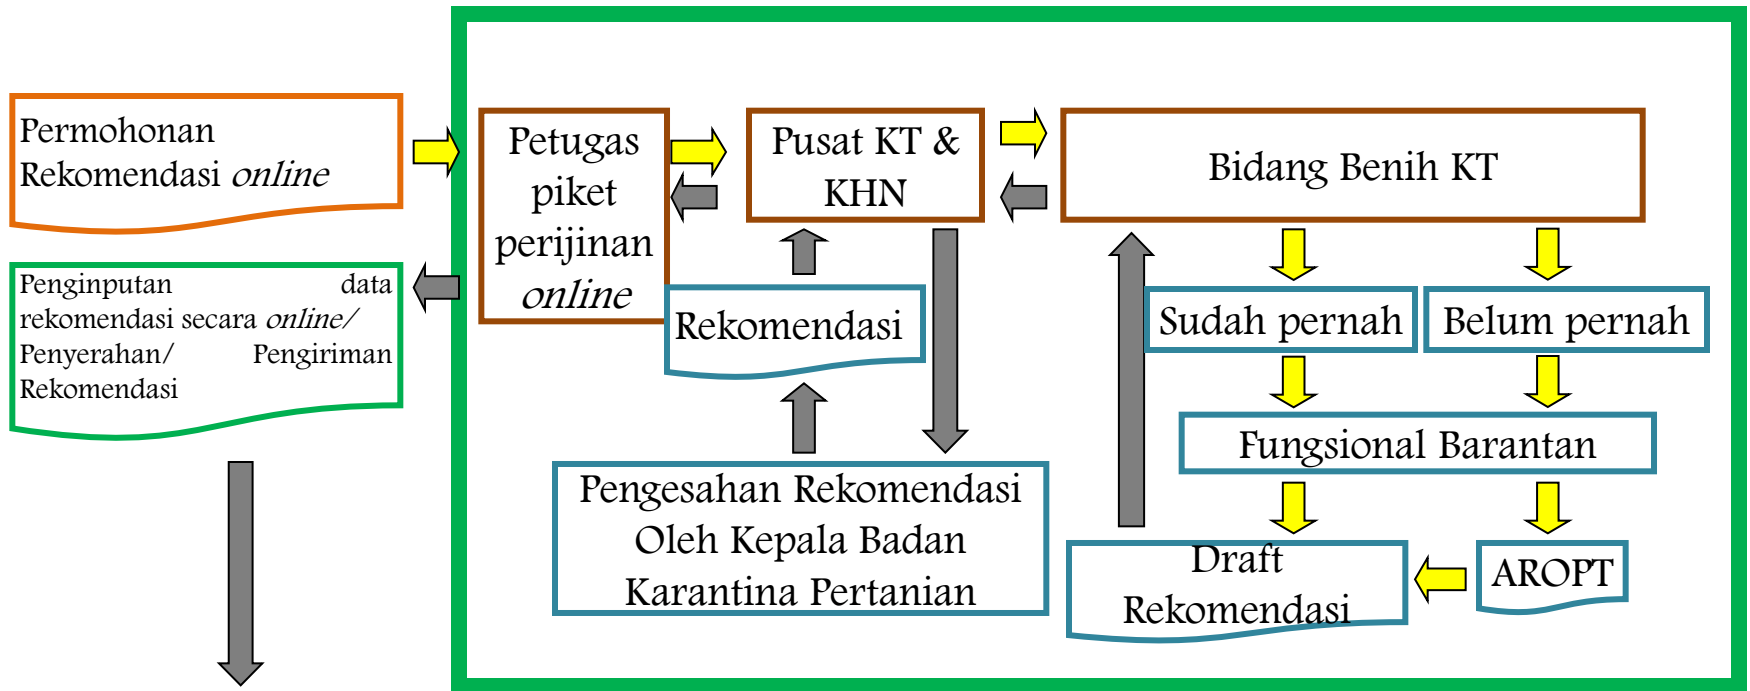 Permohonan
Rekomendasi online
Petugas
piket
perijinan
online
Pusat KT &
KHN
Bidang Benih KT
Penginputan data
rekomendasi secara online/
Penyerahan/ Pengiriman
Rekomendasi
Rekomendasi
Sudah pernah
Belum pernah
Fungsional Barantan
Pengesahan Rekomendasi
Oleh Kepala Badan
Karantina Pertanian
Draft
Rekomendasi
AROPT